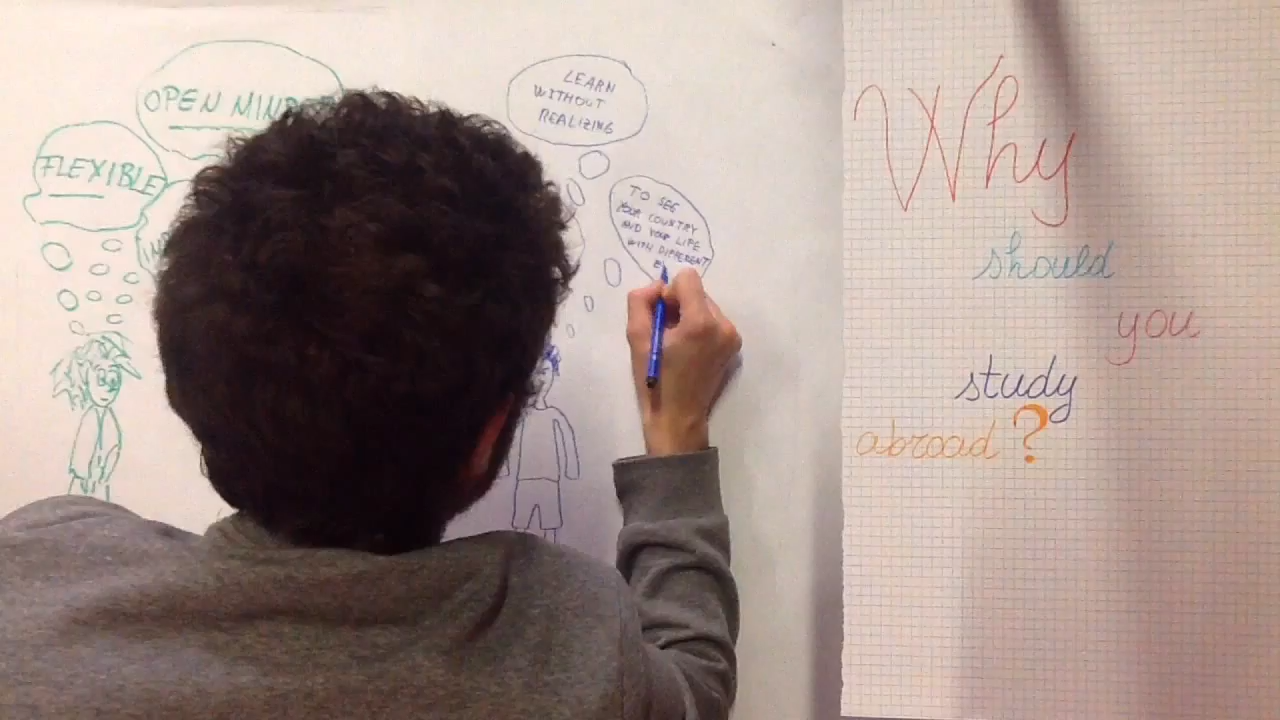 OPEN MIND
FLEXIBLE
LEARN
WITHOUT
REALIZING
TO SEE
YOUR COUNTRY
AND YOUR LIFE
WITH DIFFERENT
Why
should
you
study
abroad ?